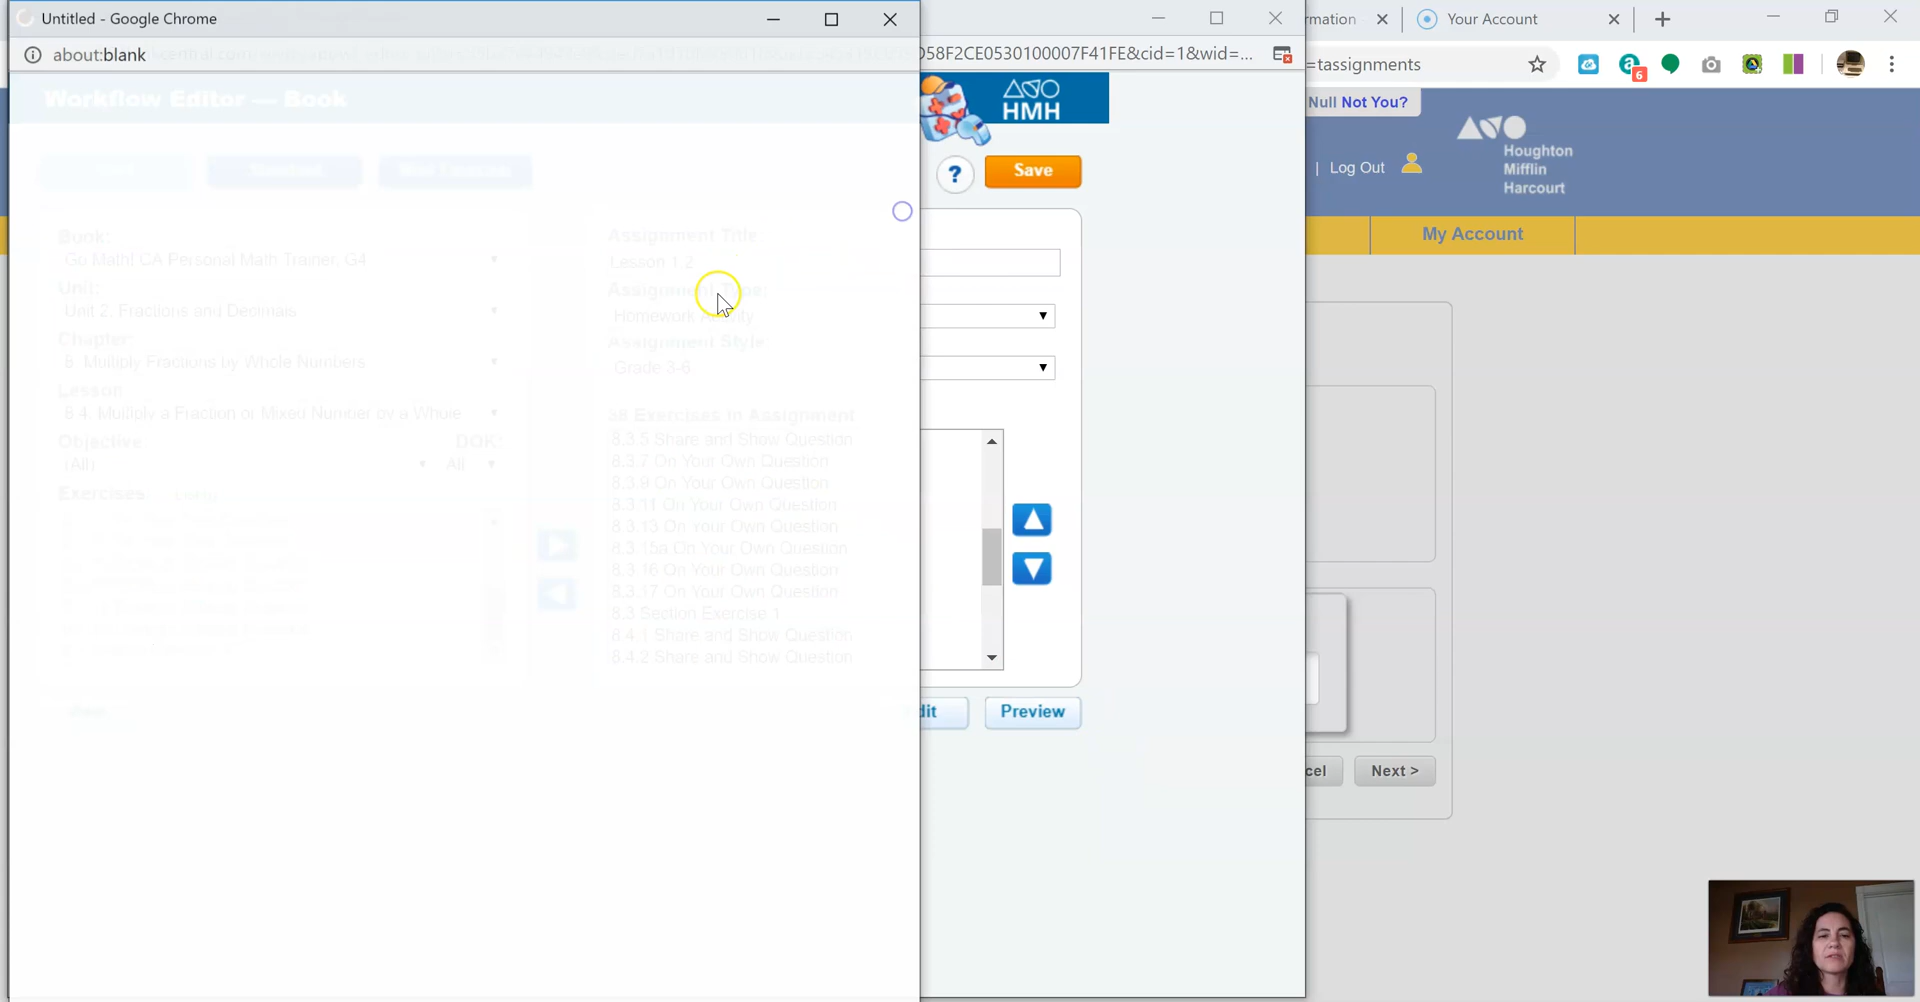 Untitled - Google Chrome
about:blank
D58F2CE0530100007F41FE&cid=1&wid=...
rmation
Your Account
=tassignments
6
Workflow Editor — Book
HMH
Null Not You?
Houghton
Mifflin
Harcourt
| Log Out
? Save
My Account
Book:
Go Math! CA Personal Math Trainer, G4
Unit:
Unit 2: Fractions and Decimals
Chapter:
8. Multiply Fractions by Whole Numbers
Lesson
8.4. Multiply a Fraction or Mixed Number by a Whole
Objective DOK:
(All) All
Exercises
Assignment Title
Lesson 1.2
Assignment Type:
Homework Activity
Assignment Style
Grade 3-6
58 Exercises in Assignment
8.3.5 Share and Show Question
8.3.7 On Your Own Question
8.3.9 On Your Own Question
8.3.11 On Your Own Question
8.3.13 On Your Own Question
8.3.15a On Your Own Question
8.3.16 On Your Own Question
8.3.17 On Your Own Question
8.3 Section Exercise 1
8.4.1 Share and Show Question
8.4.2 Share and Show Question
dit
Preview
cel
Next >